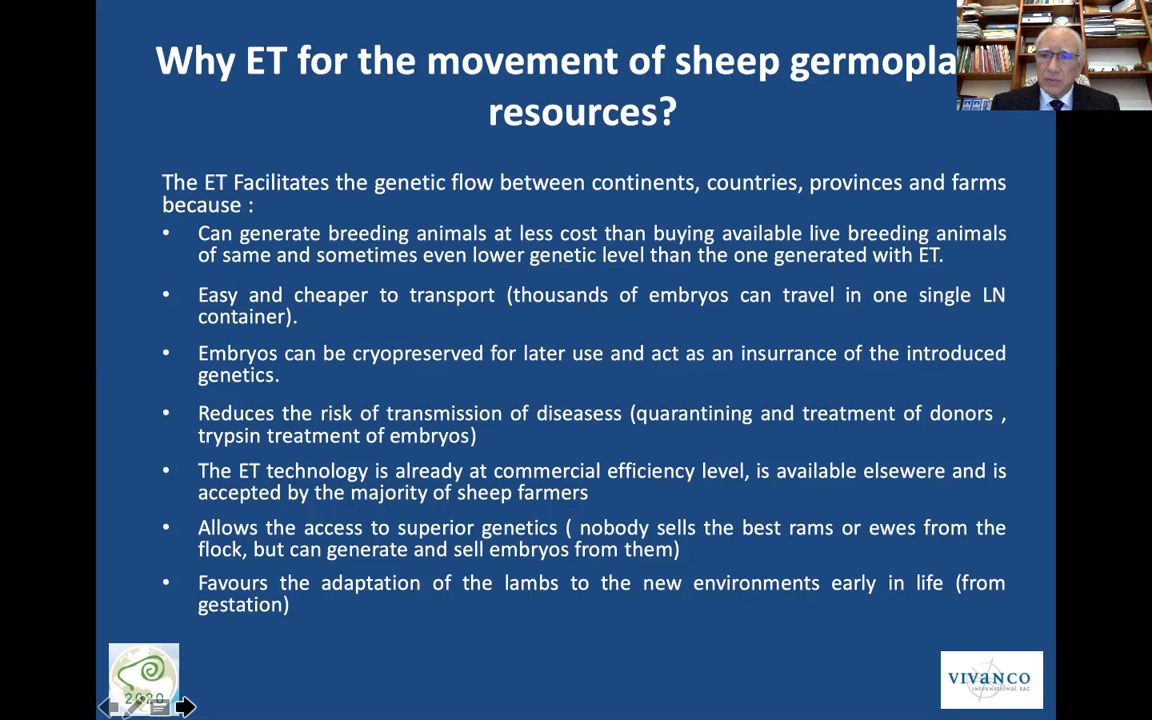 Why ET for the movement of sheep germopla
resources?
The ET Facilitates the genetic flow between continents, countries, provinces and farms
because :
• Can generate breeding animals at less cost than buying available live breeding animals
of same and sometimes even lower genetic level than the one generated with ET.
• Easy and cheaper to transport (thousands of embryos can travel in one single LN
container).
• Embryos can be cryopreserved for later use and act as an insurrance of the introduced
genetics.
• Reduces the risk of transmission of diseasess (quarantining and treatment of donors ,
trypsin treatment of embryos)
• The ET technology is already at commercial efficiency level, is available elsewere and is
accepted by the majority of sheep farmers
• Allows the access to superior genetics ( nobody sells the best rams or ewes from the
flock, but can generate and sell embryos from them)
• Favours the adaptation of the lambs to the new environments early in life (from
gestation)
2020
VIVANCO
INTERNATIONAL SAC